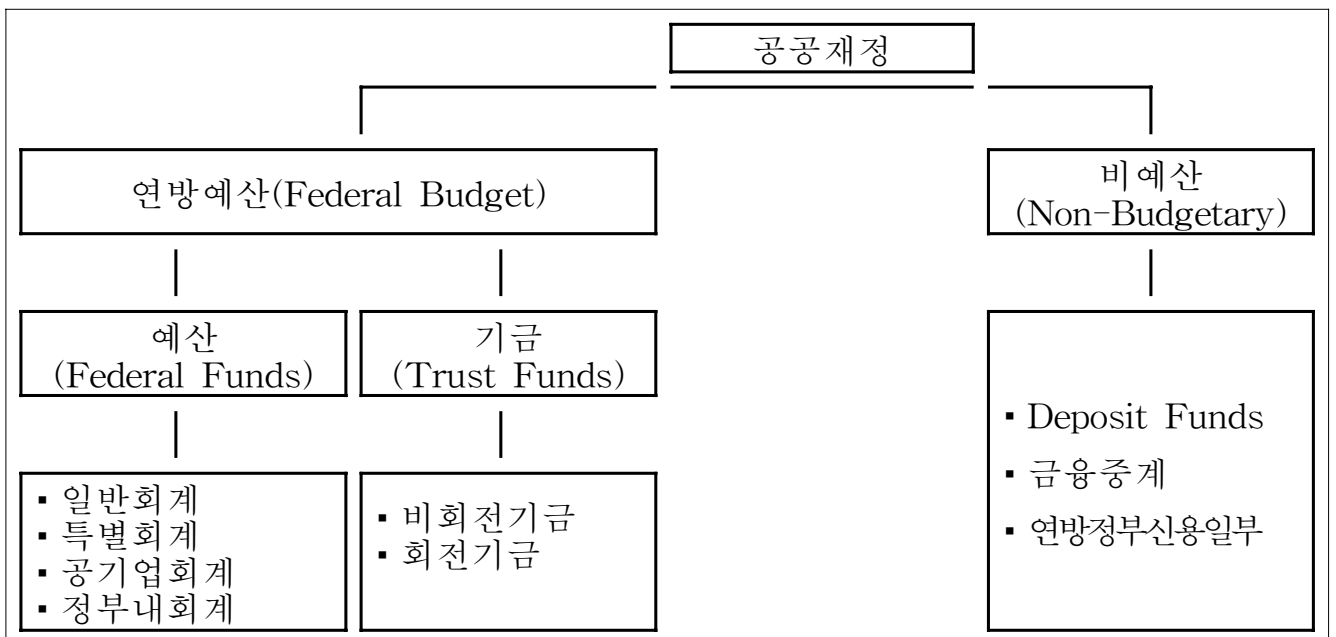 공공재정
연방예산(Federal Budget)
비예산
(Non-Budgetary)
예산
(Federal Funds)
기금
(Trust Funds)
▪ 일반회계
▪ 특별회계
▪ 공기업회계
▪ 정부내회계
▪ 비회전기금
▪ 회전기금
▪ Deposit Funds
▪ 금융중계
▪ 연방정부신용일부